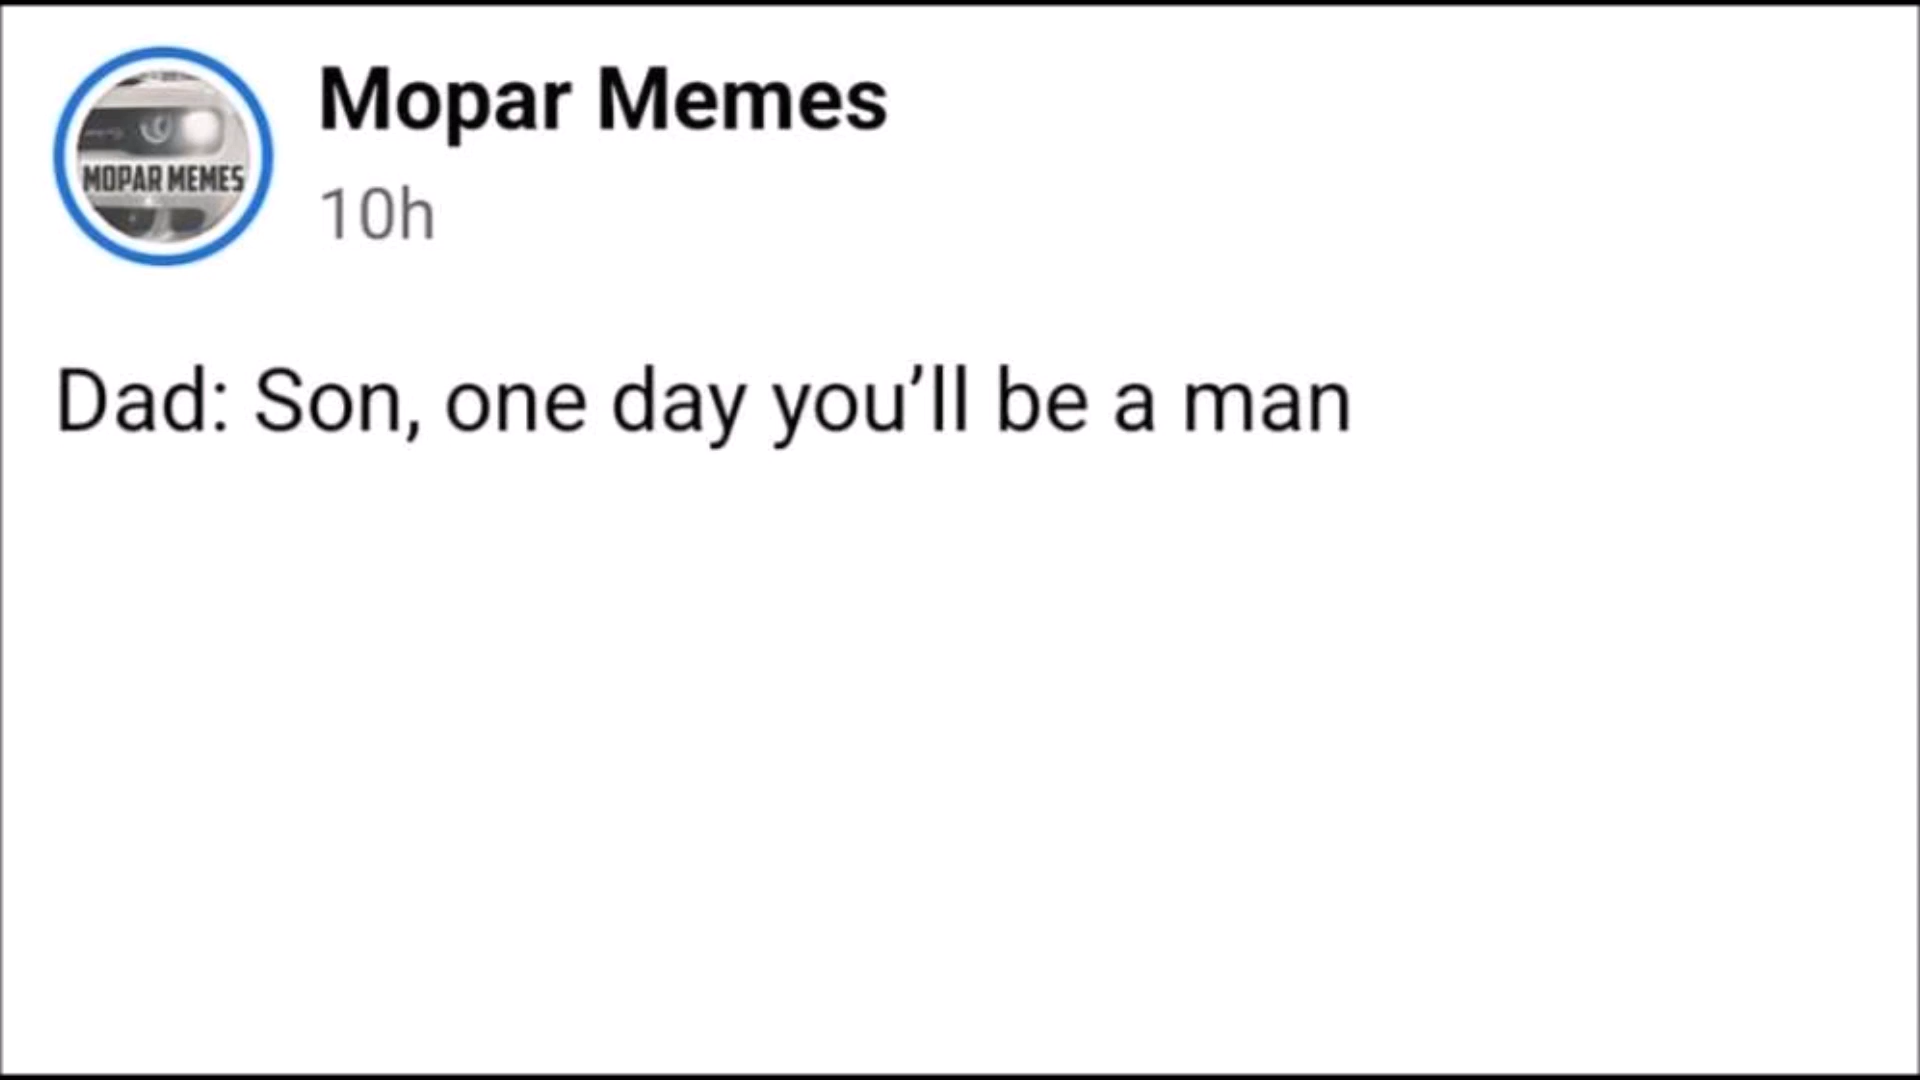 Mopar Memes
MOPAR MEMES
10h
Dad: Son, one day you’ll be a man